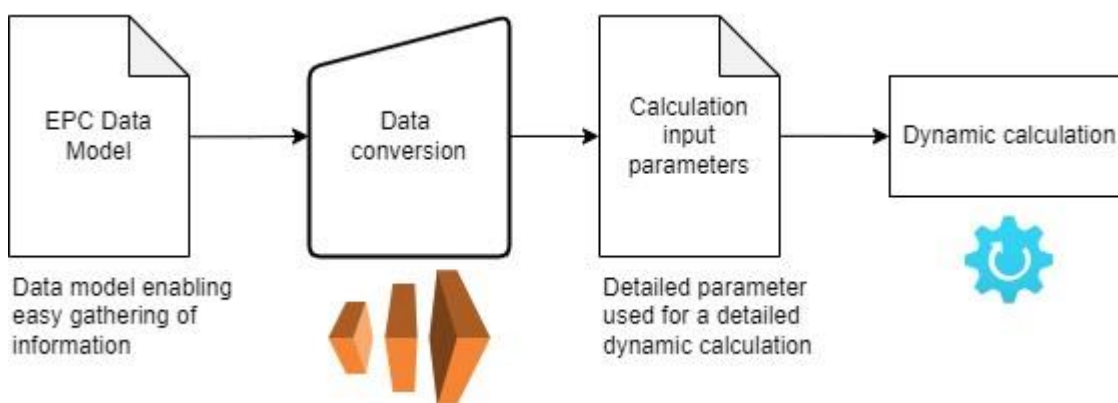 EPC Data
Model
Data
conversion
Calculation
input
parameters
Dynamic calculation
Data model enabling
easy gathering of
information
Detailed parameter
used for a detailed
dynamic calculation